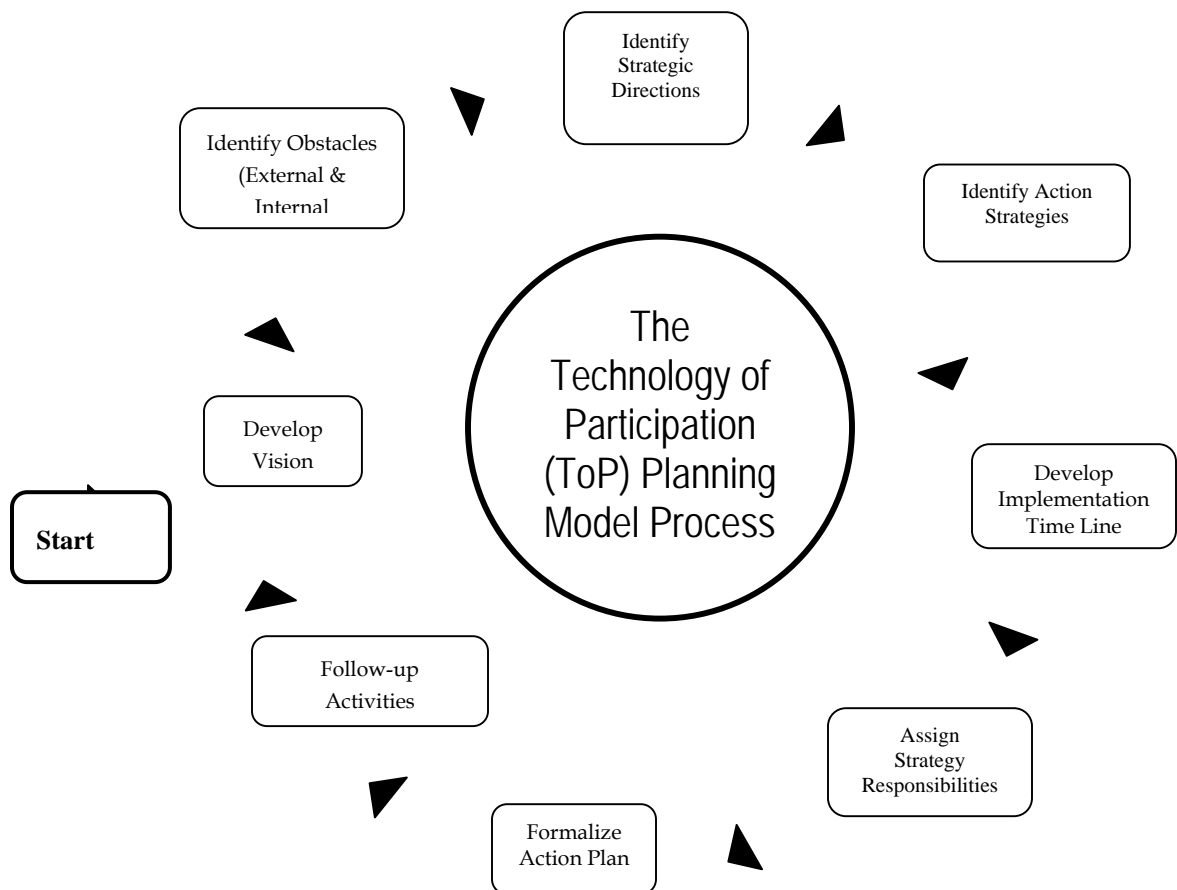 Identify
Strategic
Directions
Identify Obstacles
(External &
Internal
Identify Action
Strategies
The
Technology of
Participation
(ToP) Planning
Model Process
Develop
Vision
Develop
Implementation
Time Line
Start
Follow-up
Activities
Assign
Strategy
Responsibilities
Formalize
Action Plan